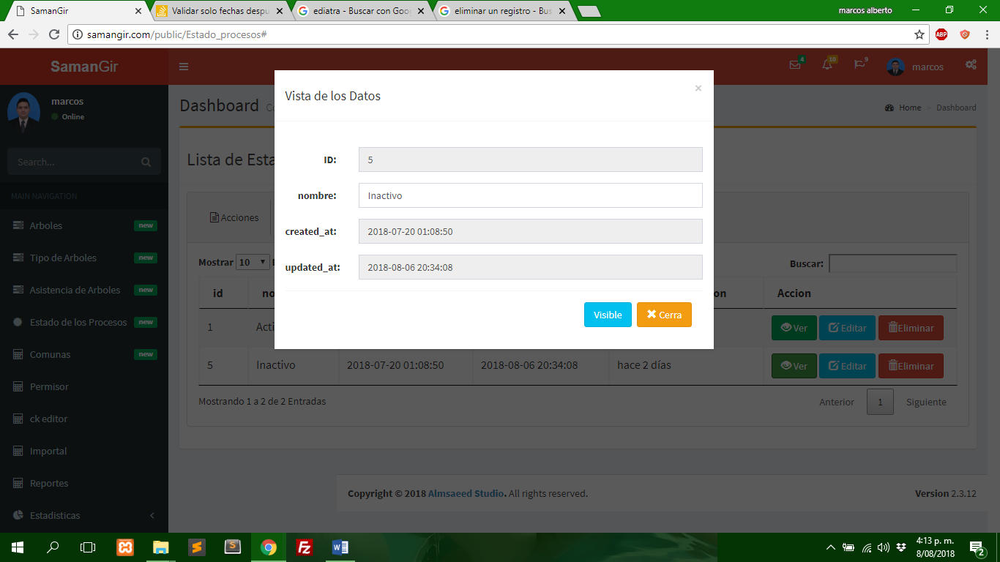 SamanGir
Validar solo fechas despu
ediatra - Buscar con Goog
eliminar un registro - Bus
marcos alberto
samangir.com/public/Estado_procesos#
ABP
SamanGir
4
10
9
marcos
marcos
Online
Search...
MAIN NAVIGATION
Arboles new
Tipo de Arboles new
Asistencia de Arboles new
Estado de los Procesos new
Comunas new
Permisor
ck editor
Importal
Reportes
Estadisticas
Dashboard
Home > Dashboard
Lista de Esta
Acciones
Mostrar 10
Buscar:
id no on Accion
1 Acti Ver Editar Eliminar
5 Inactivo 2018-07-20 01:08:50 2018-08-06 20:34:08 hace 2 días Ver Editar Eliminar
Mostrando 1 a 2 de 2 Entradas
Anterior 1 Siguiente
Vista de los Datos
×
ID: 5
nombre: Inactivo
created_at: 2018-07-20 01:08:50
updated_at: 2018-08-06 20:34:08
Visible
Cerra
Copyright © 2018 Almsaeed Studio. All rights reserved.
Version 2.3.12
4:13 p. m.
8/08/2018
2